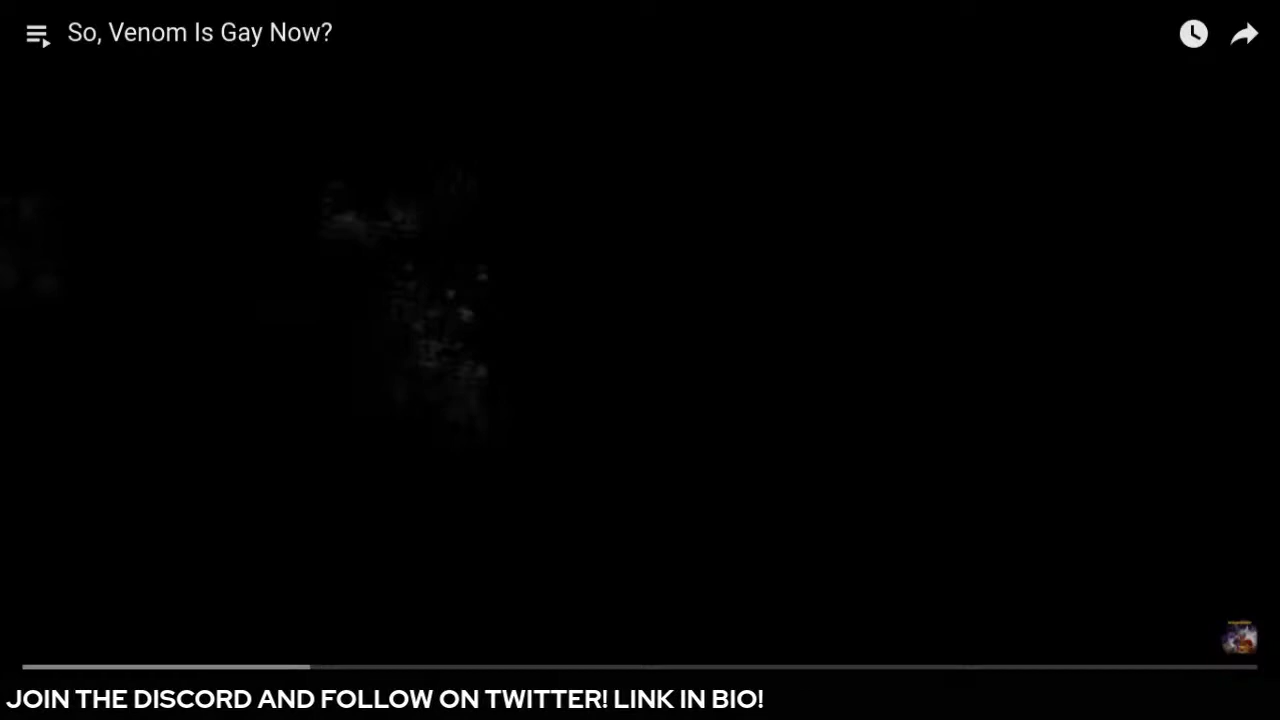 So, Venom Is Gay Now?
JOIN THE DISCORD AND FOLLOW ON TWITTER! LINK IN BIO!